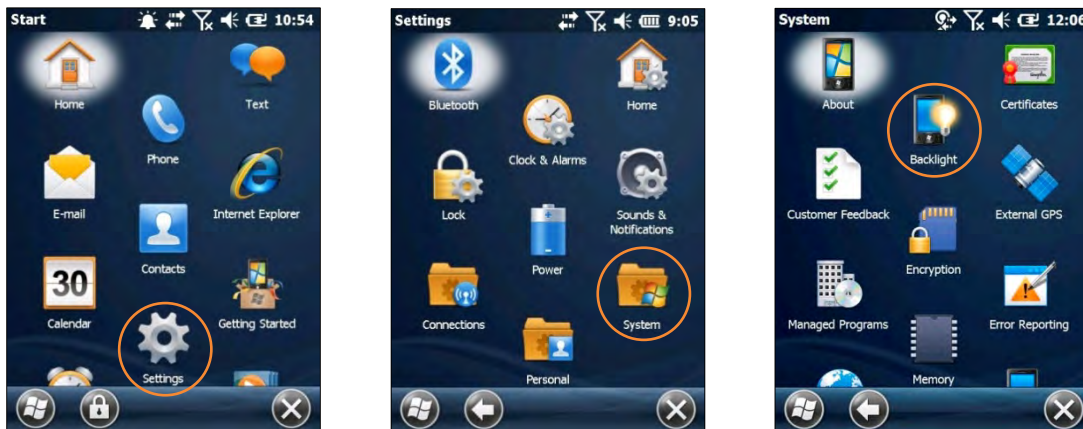 Start 10:54
Home
Text
Phone
E-mail
Internet Explorer
Contacts
30
Calendar
Getting Started
Settings
Settings 9:05
Bluetooth
Home
Clock & Alarms
Lock
Sounds &
Notifications
Power
Connections
System
Personal
System 12:06
About
Certificates
Backlight
Customer Feedback
External GPS
Encryption
Managed Programs
Error Reporting
Memory